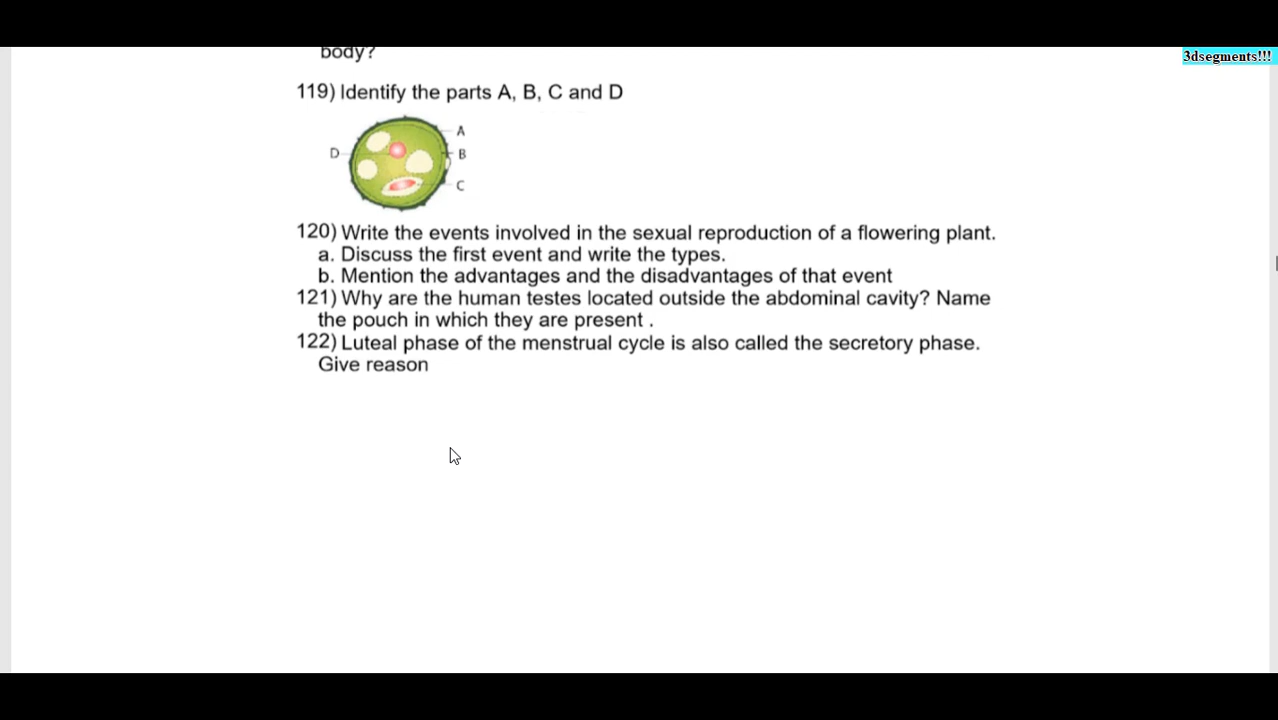 body?
3dsegments!!!
119) Identify the parts A, B, C and D
A
D B
C
120) Write the events involved in the sexual reproduction of a flowering plant.
a. Discuss the first event and write the types.
b. Mention the advantages and the disadvantages of that event
121) Why are the human testes located outside the abdominal cavity? Name
the pouch in which they are present .
122) Luteal phase of the menstrual cycle is also called the secretory phase.
Give reason